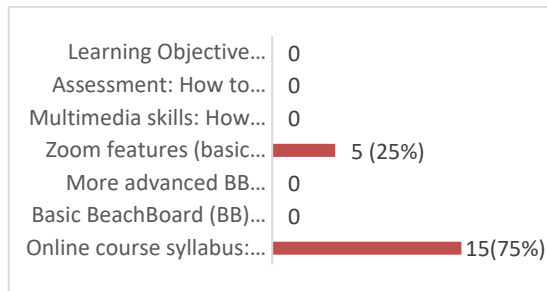 Learning Objective... 0
Assessment: How to... 0
Multimedia skills: How... 0
Zoom features (basic... 5 (25%)
More advanced BB... 0
Basic BeachBoard (BB)... 0
Online course syllabus:... 15(75%)